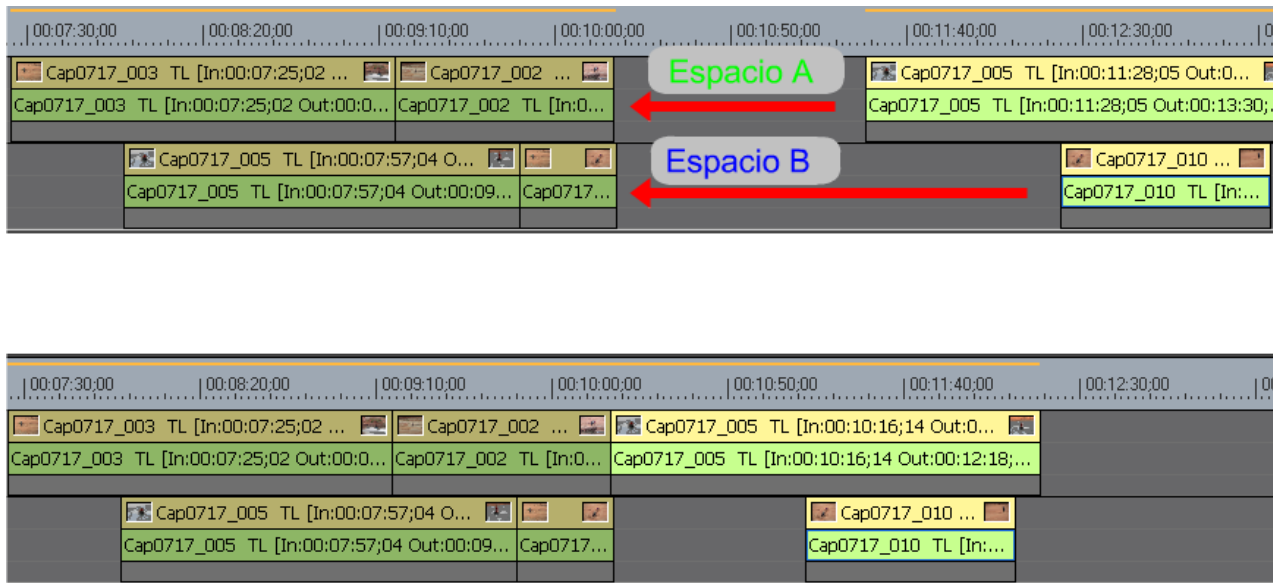 00:07:30;00 00:08:20;00 00:09:10;00 00:10:00;00 00:10:50;00 00:11:40;00 00:12:30;00 0
Cap0717_003 TL [In:00:07:25;02 ... Cap0717_002 ... Espacio A Cap0717_005 TL [In:00:11:28;05 Out:0...
Cap0717_003 TL [In:00:07:25;02 Out:00:0... Cap0717_002 TL [In:0... Cap0717_005 TL [In:00:11:28;05 Out:00:13:30;.
Cap0717_005 TL [In:00:07:57;04 O... Espacio B Cap0717_010 ...
Cap0717_005 TL [In:00:07:57;04 Out:00:09... Cap0717... Cap0717_010 TL [In:...
00:07:30;00 00:08:20;00 00:09:10;00 00:10:00;00 00:10:50;00 00:11:40;00 00:12:30;00 0
Cap0717_003 TL [In:00:07:25;02 ... Cap0717_002 ... Cap0717_005 TL [In:00:10:16;14 Out:0...
Cap0717_003 TL [In:00:07:25;02 Out:00:0... Cap0717_002 TL [In:0... Cap0717_005 TL [In:00:10:16;14 Out:00:12:18;...
Cap0717_005 TL [In:00:07:57;04 O... Cap0717_010 ...
Cap0717_005 TL [In:00:07:57;04 Out:00:09... Cap0717... Cap0717_010 TL [In:...